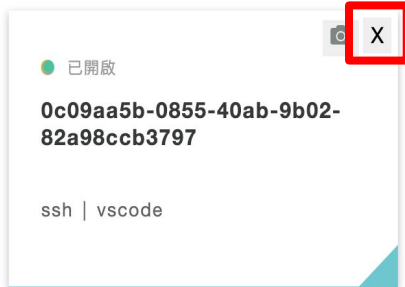 X
已開啟
0c09aa5b-0855-40ab-9b02-
82a98ccb3797
ssh | vscode